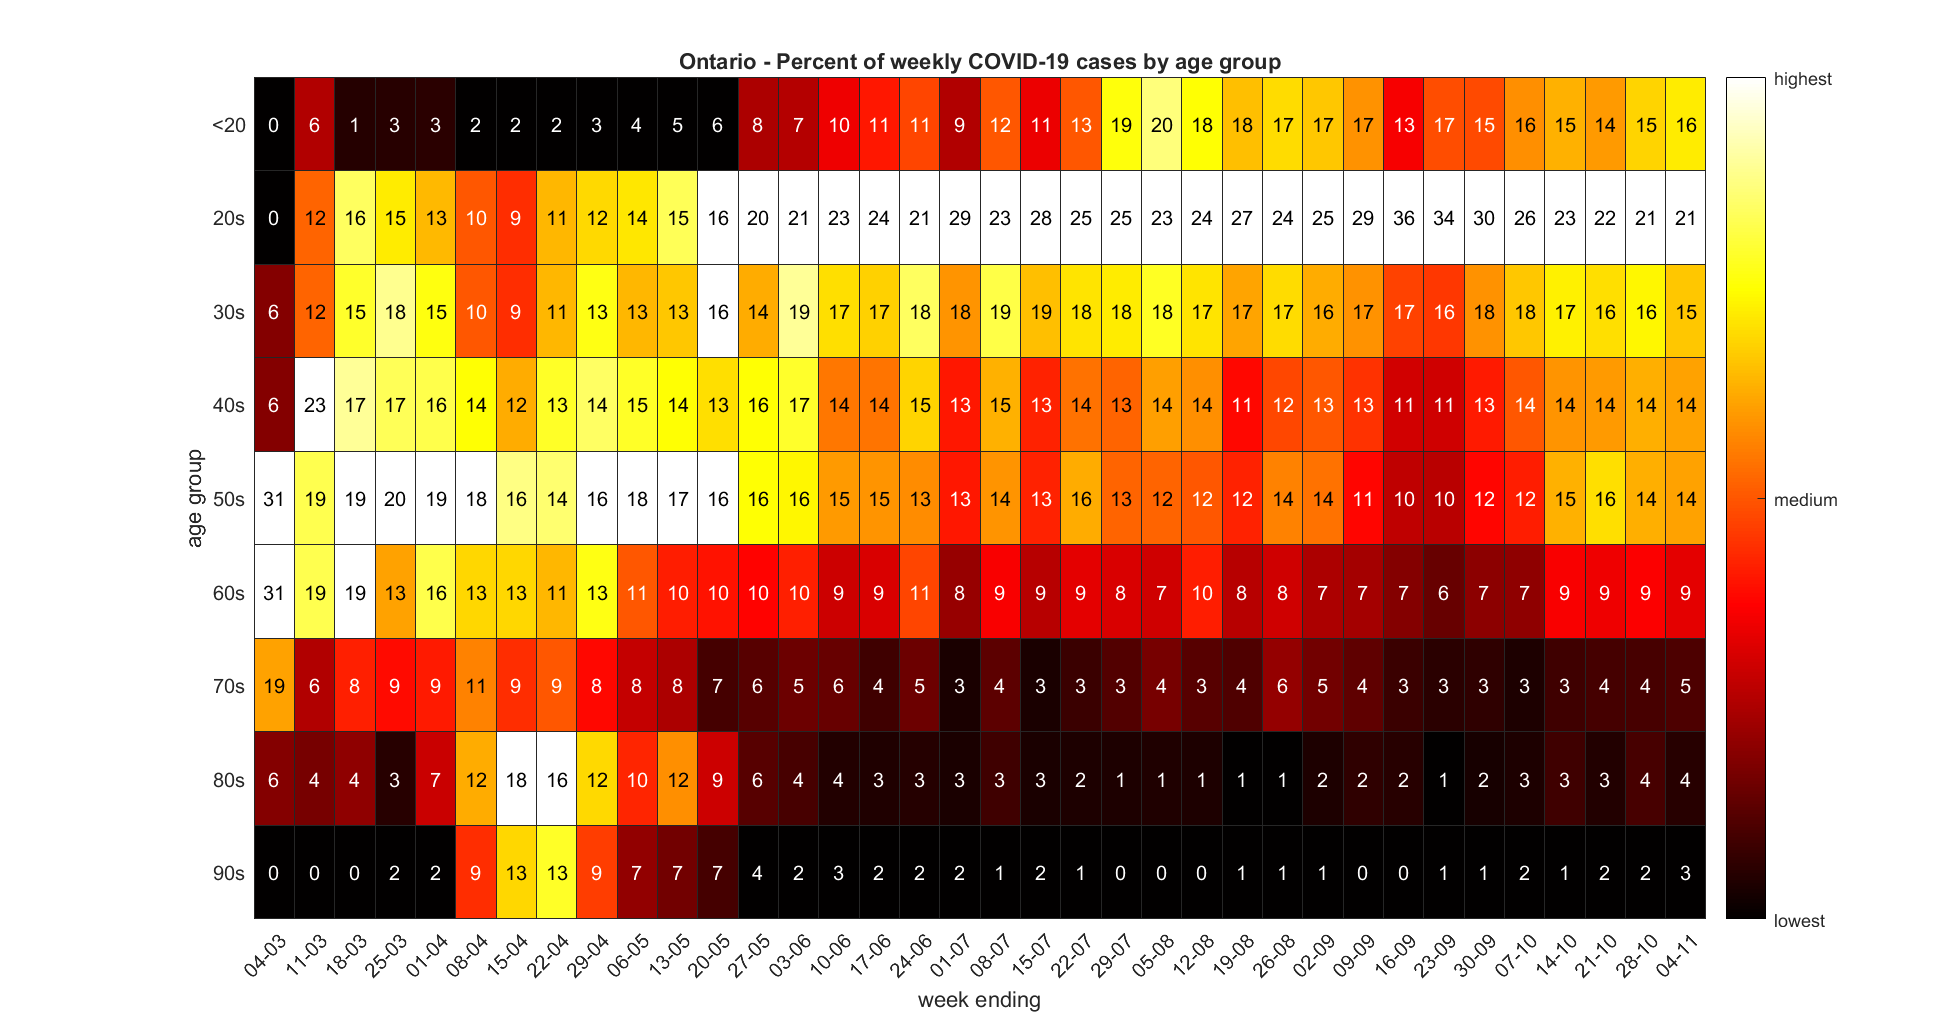 Ontario - Percent of weekly COVID-19 cases by age group
highest
<20 0 6 1 3 3 2 2 2 3 4 5 6 8 7 10 11 11 9 12 11 13 19 20 18 18 17 17 17 13 17 15 16 15 14 15 16
20s 0 12 16 15 13 10 9 11 12 14 15 16 20 21 23 24 21 29 23 28 25 25 23 24 27 24 25 29 36 34 30 26 23 22 21 21
30s 6 12 15 18 15 10 9 11 13 13 13 16 14 19 17 17 18 18 19 19 18 18 18 17 17 17 16 17 17 16 18 18 17 16 16 15
40s 6 23 17 17 16 14 12 13 14 15 14 13 16 17 14 14 15 13 15 13 14 13 14 14 11 12 13 13 11 11 13 14 14 14 14 14
age group
50s 31 19 19 20 19 18 16 14 16 18 17 16 16 16 15 15 13 13 14 13 16 13 12 12 12 14 14 11 10 10 12 12 15 16 14 14
medium
60s 31 19 19 13 16 13 13 11 13 11 10 10 10 10 9 9 11 8 9 9 9 8 7 10 8 8 7 7 7 6 7 7 9 9 9 9
70s 19 6 8 9 9 11 9 9 8 8 8 7 6 5 6 4 5 3 4 3 3 3 4 3 4 6 5 4 3 3 3 3 3 4 4 5
80s 6 4 4 3 7 12 18 16 12 10 12 9 6 4 4 3 3 3 3 3 2 1 1 1 1 1 2 2 2 1 2 3 3 3 4 4
90s 0 0 0 2 2 9 13 13 9 7 7 7 4 2 3 2 2 2 1 2 1 0 0 0 1 1 1 0 0 1 1 2 1 2 2 3
lowest
04-03 11-03 18-03 25-03 01-04 08-04 15-04 22-04 29-04 06-05 13-05 20-05 27-05 03-06 10-06 17-06 24-06 01-07 08-07 15-07 22-07 29-07 05-08 12-08 19-08 26-08 02-09 09-09 16-09 23-09 30-09 07-10 14-10 21-10 28-10 04-11
week ending